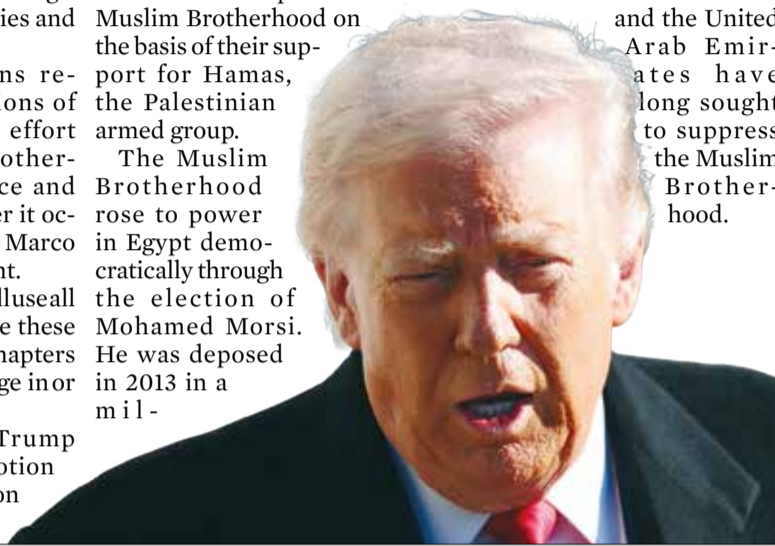 ies and
ns re-
ions of
effort
other-
ce and
er it oc-
Marco
nt.
lluseall
e these
hapters
ge inor
Trump
otion
on
Muslim Brotherhood on
the basis of their sup-
port for Hamas,
the Palestinian
armed group.
The Muslim
Brotherhood
rose to power
in Egypt demo-
cratically through
the election of
Mohamed Morsi.
He was deposed
in 2013 in a
mil-
and the United
Arab Emir-
ates have
long sought
to suppress
the Muslim
Brother-
hood.